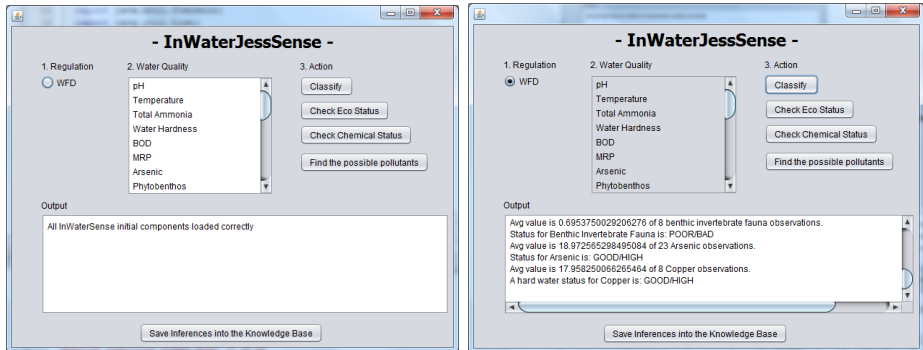 - InWaterJessSense -
1. Regulation 2. Water Quality 3. Action
WFD
pH
Temperature
Total Ammonia
Water Hardness
BOD
MRP
Arsenic
Phytobenthos
Classify
Check Eco Status
Check Chemical Status
Find the possible pollutants
Output
All InWaterSense initial components loaded correctly
Save Inferences into the Knowledge Base
- InWaterJessSense -
1. Regulation 2. Water Quality 3. Action
WFD
pH
Temperature
Total Ammonia
Water Hardness
BOD
MRP
Arsenic
Phytobenthos
Classify
Check Eco Status
Check Chemical Status
Find the possible pollutants
Output
Avg value is 0.6953750029206276 of 8 benthic invertebrate fauna observations.
Status for Benthic Invertebrate Fauna is: POOR/BAD
Avg value is 18.972565298495084 of 23 Arsenic observations.
Status for Arsenic is: GOOD/HIGH
Avg value is 17.958250066265464 of 8 Copper observations.
A hard water status for Copper is: GOOD/HIGH
Save Inferences into the Knowledge Base